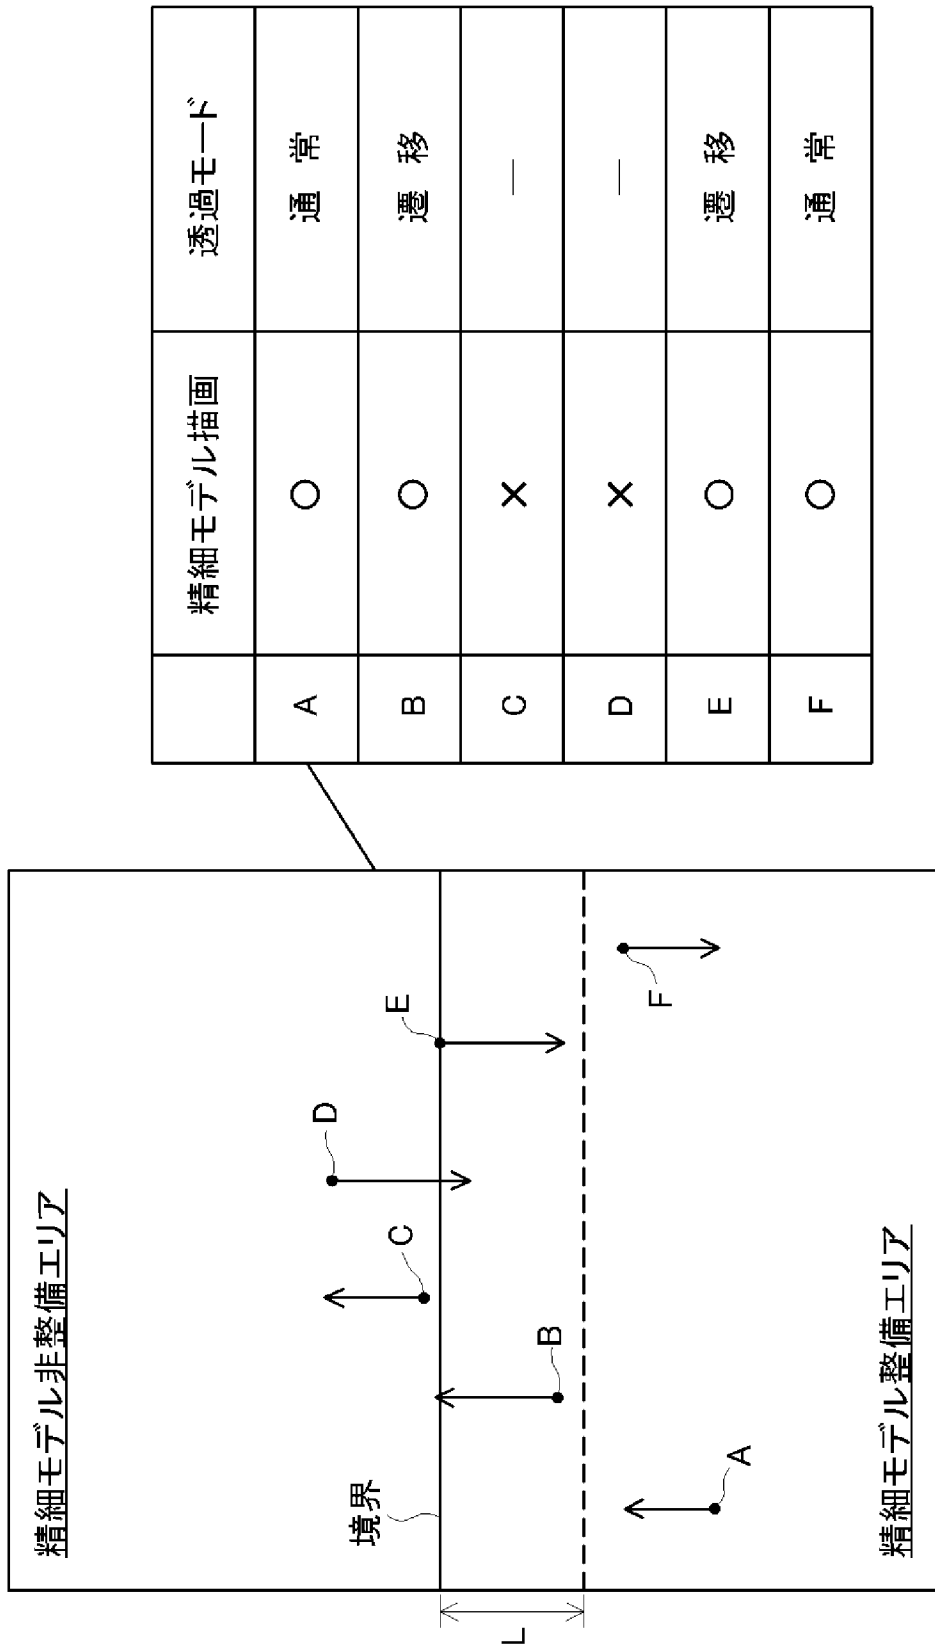 精細モデル非整備エリア
境界
L
A
B
C
D
E
F
精細モデル整備エリア
精細モデル描画 透過モード
A ○ 通常
B ○ 遷移
C × —
D × —
E ○ 遷移
F ○ 通常